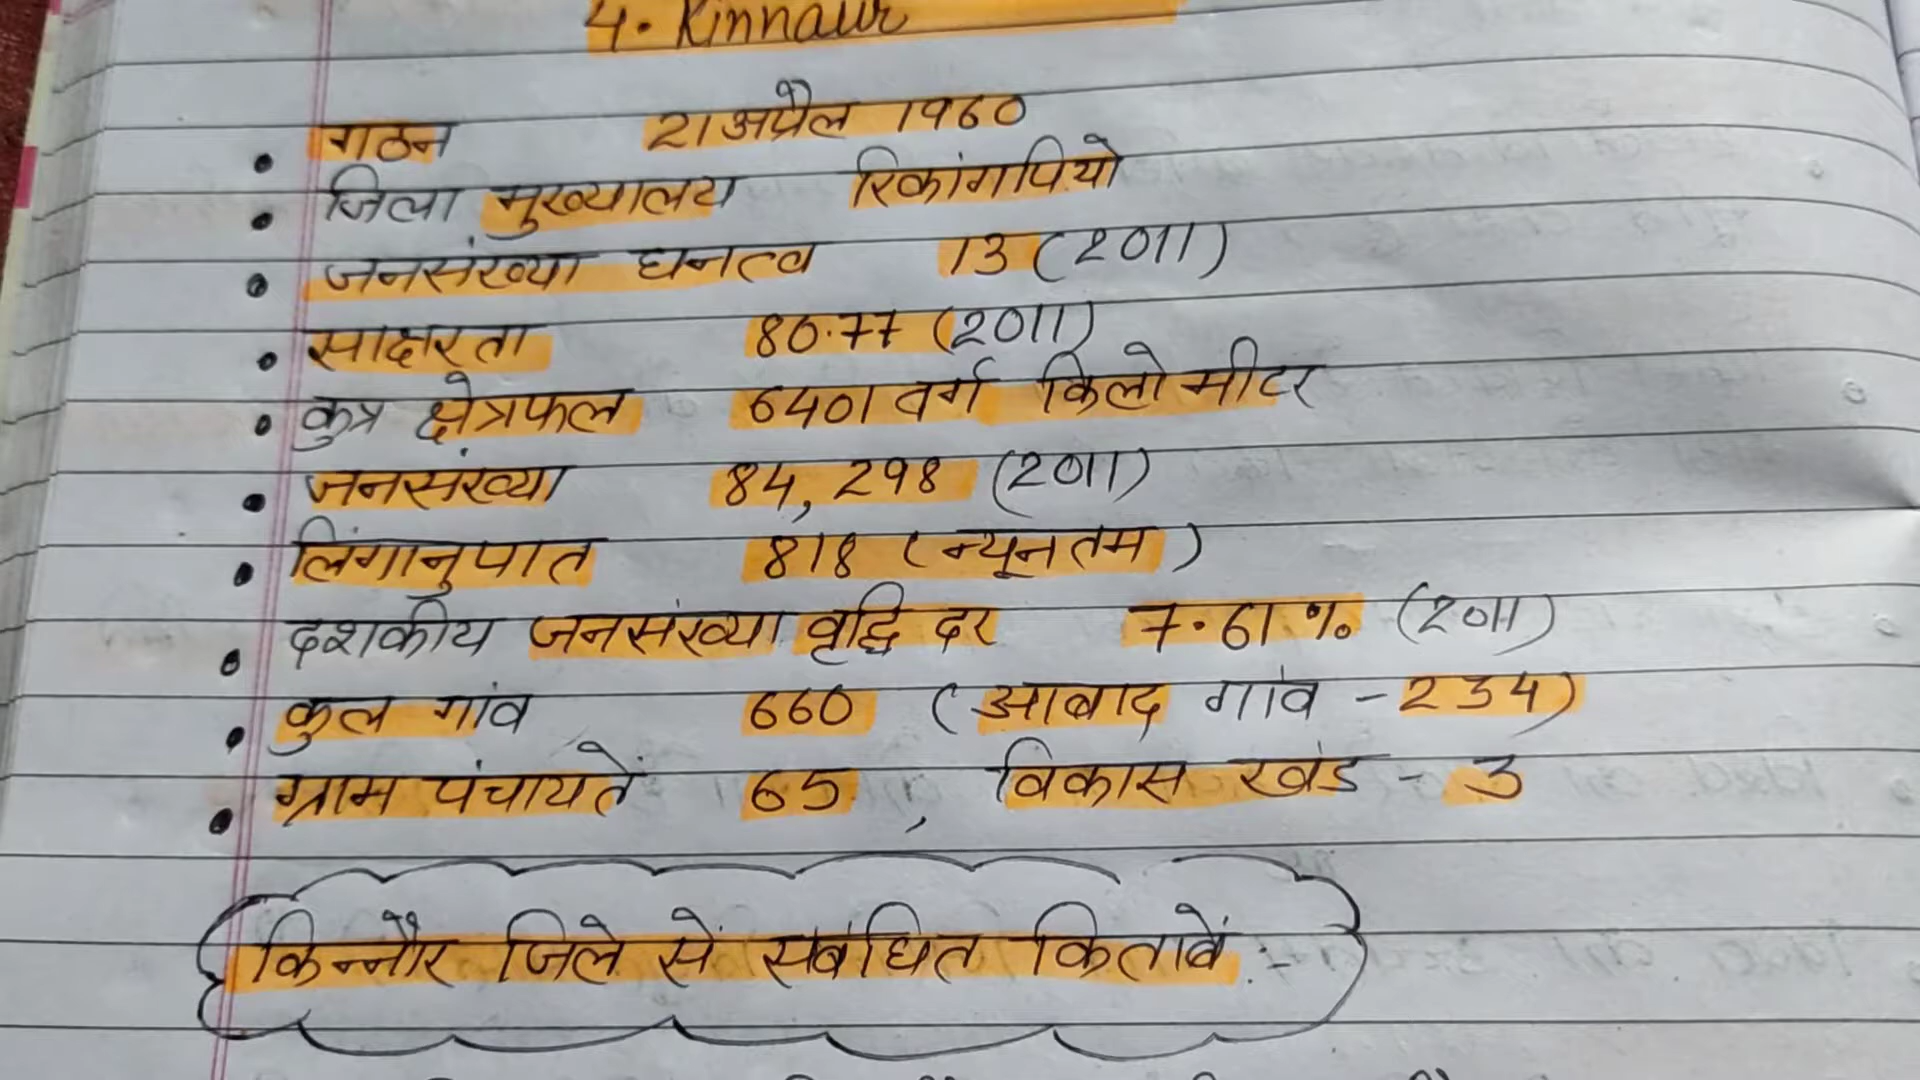 4. Kinnaur
गठन 21 अप्रैल 1960
जिला मुख्यालय रिकांगपियो
जनसंख्या घनत्व 13 (2011)
साक्षरता 80.77 (2011)
कुत्र क्षेत्रफल 6401 वर्ग किलोमीटर
जनसंख्या 84,298 (2011)
लिंगानुपात 818 (न्यूनतम)
दशकीय जनसंख्या वृद्धि दर 7.61% (2011)
कुल गांव 660 (आबाद गांव - 234)
ग्राम पंचायतें 65, विकास खंड - 3
किन्नौर जिले से संबंधित किताबें :-